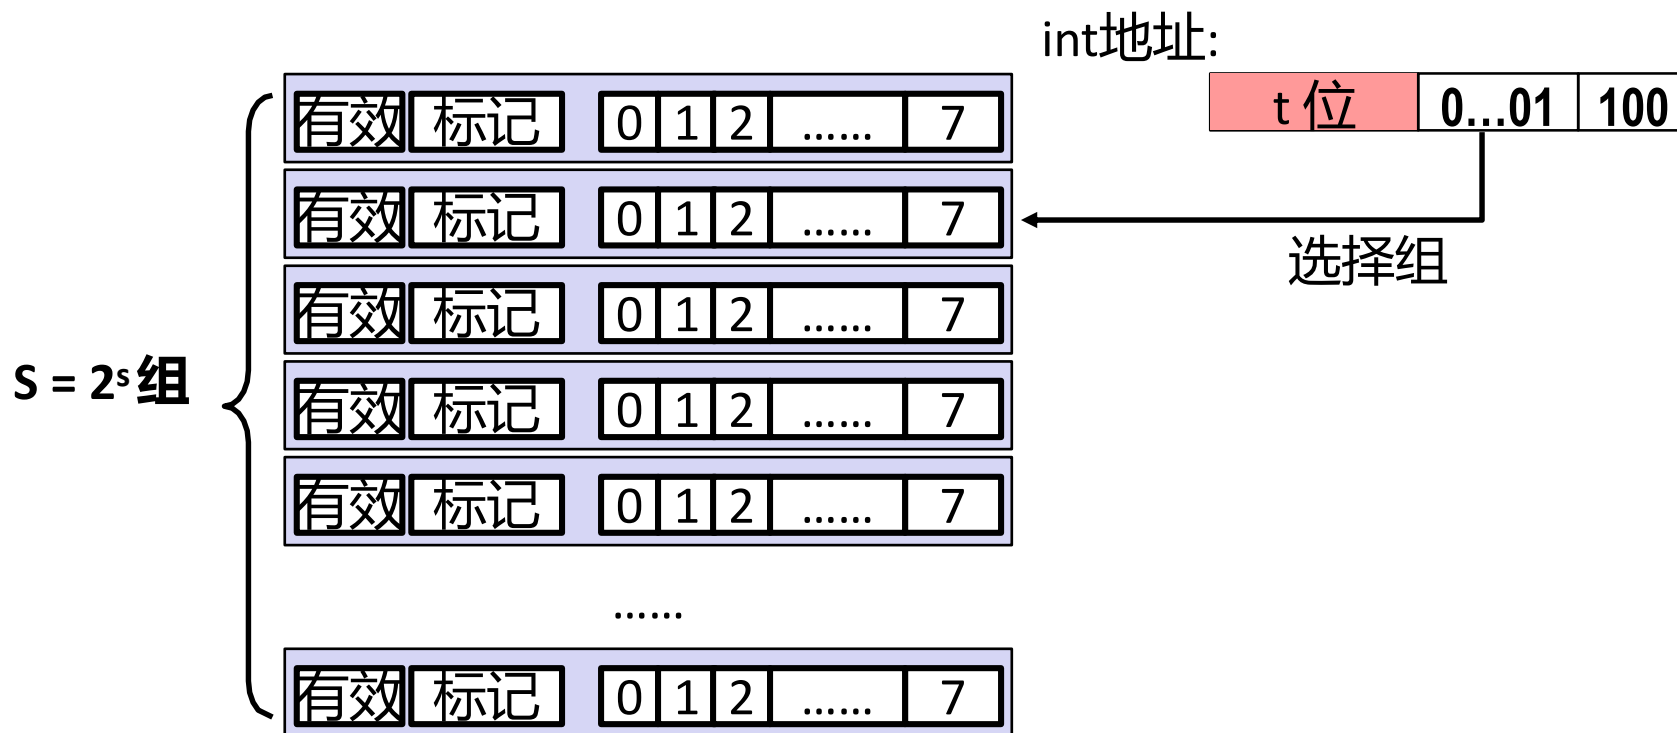 int地址:
t 位 0...01 100
有效 标记 0 1 2 ...... 7
有效 标记 0 1 2 ...... 7
选择组
有效 标记 0 1 2 ...... 7
S = 2ˢ 组
有效 标记 0 1 2 ...... 7
有效 标记 0 1 2 ...... 7
......
有效 标记 0 1 2 ...... 7